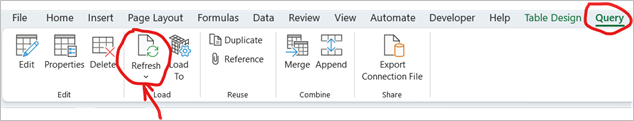 File Home Insert Page Layout Formulas Data Review View Automate Developer Help Table Design Query
Edit Properties Delete Refresh Load To Duplicate Reference Merge Append Export Connection File
Edit Load Reuse Combine Share